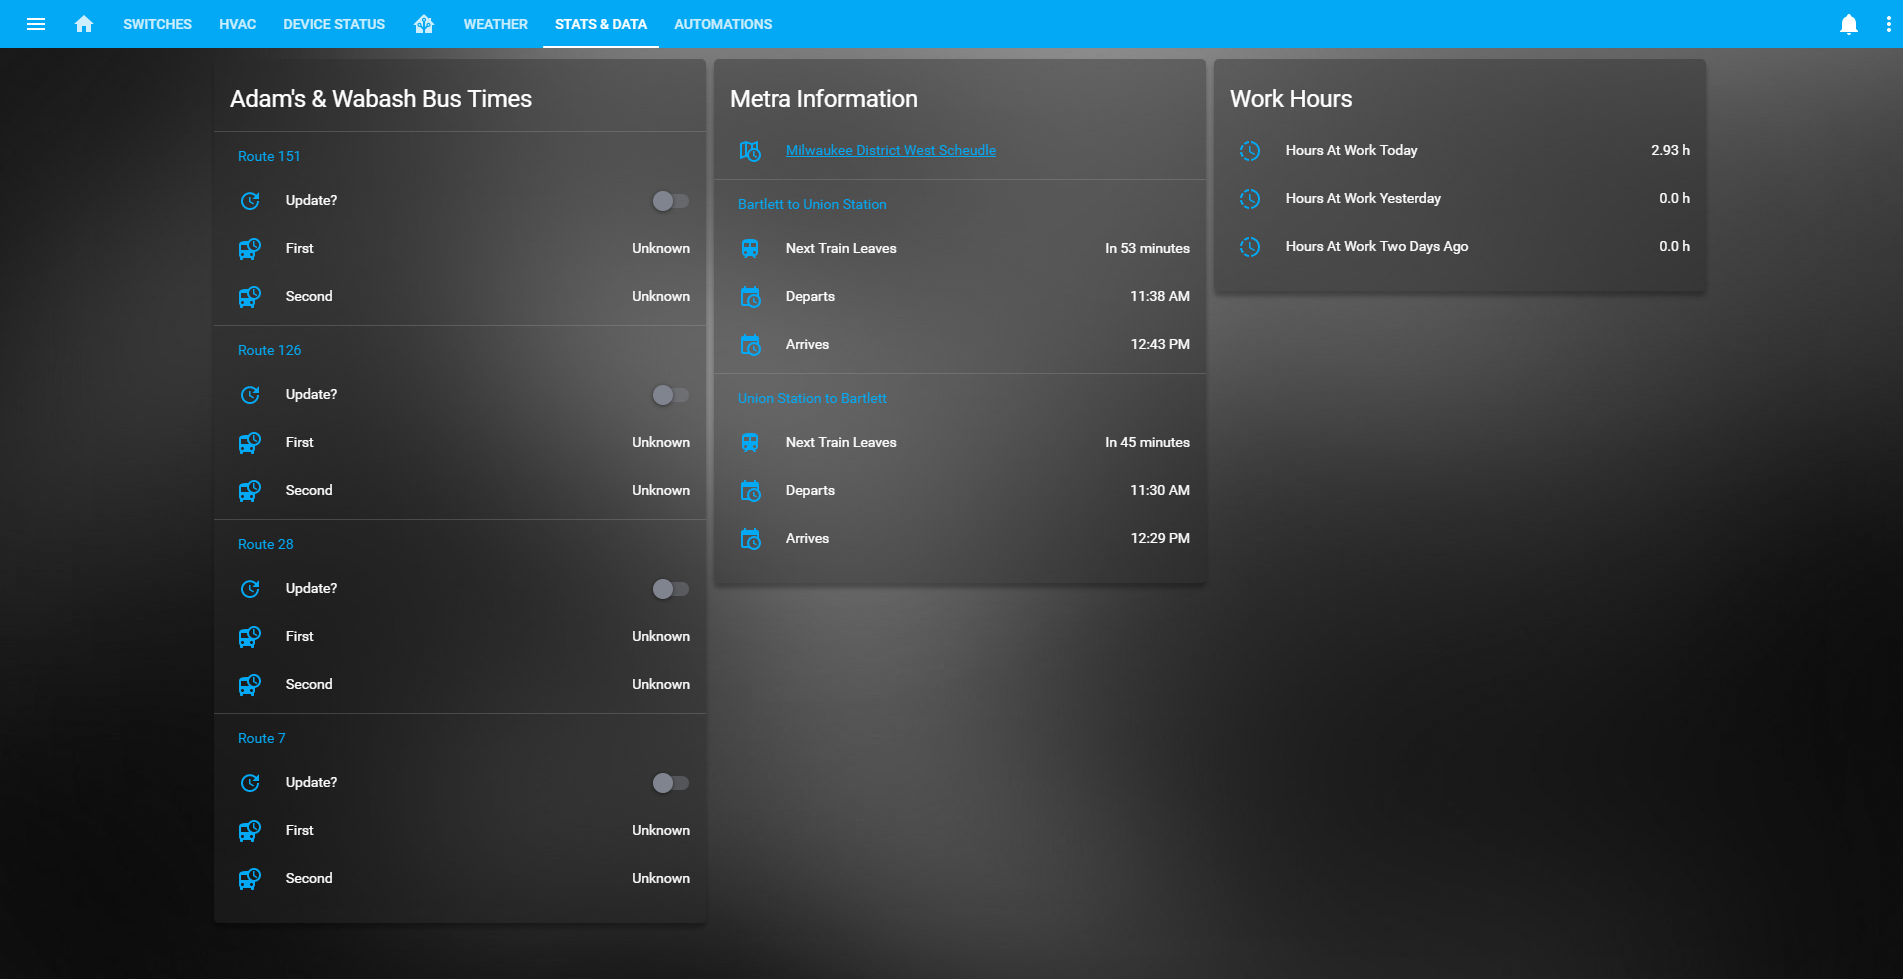 SWITCHES HVAC DEVICE STATUS WEATHER STATS & DATA AUTOMATIONS
Adam's & Wabash Bus Times
Route 151
Update?
First Unknown
Second Unknown
Route 126
Update?
First Unknown
Second Unknown
Route 28
Update?
First Unknown
Second Unknown
Route 7
Update?
First Unknown
Second Unknown
Metra Information
Milwaukee District West Scheudle
Bartlett to Union Station
Next Train Leaves In 53 minutes
Departs 11:38 AM
Arrives 12:43 PM
Union Station to Bartlett
Next Train Leaves In 45 minutes
Departs 11:30 AM
Arrives 12:29 PM
Work Hours
Hours At Work Today 2.93 h
Hours At Work Yesterday 0.0 h
Hours At Work Two Days Ago 0.0 h